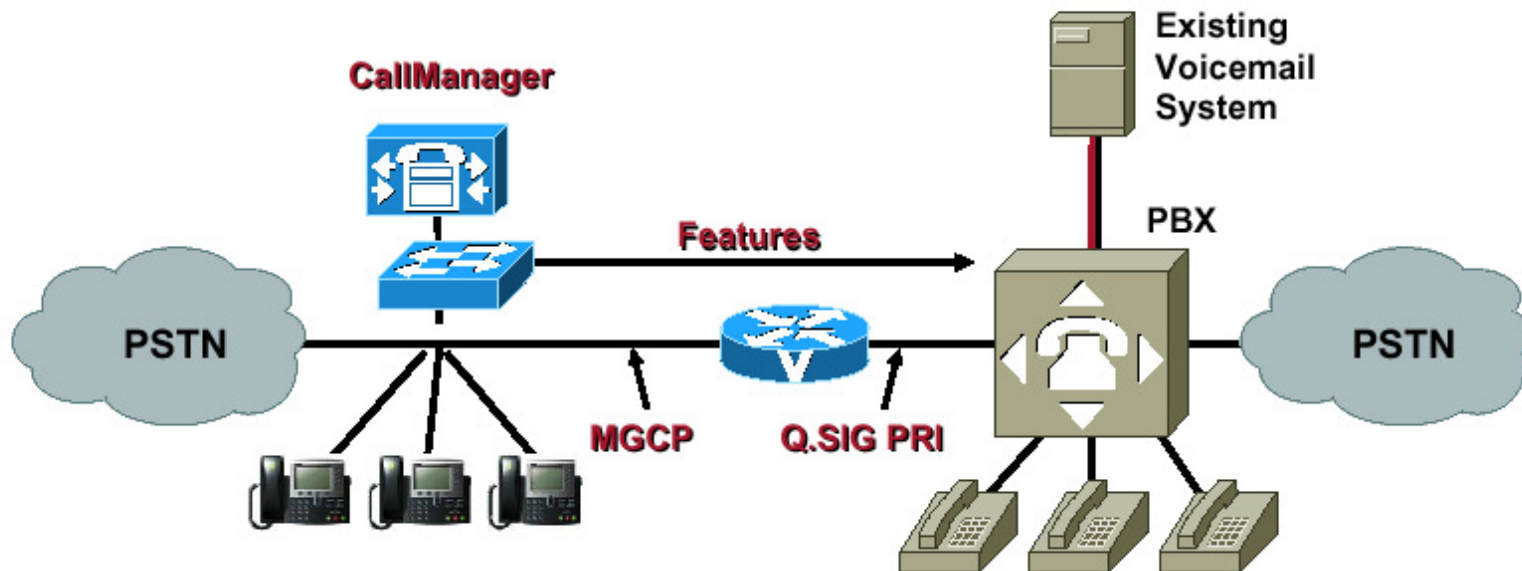 Existing
Voicemail
System
CallManager
PBX
Features
PSTN
V
PSTN
MGCP
Q.SIG PRI